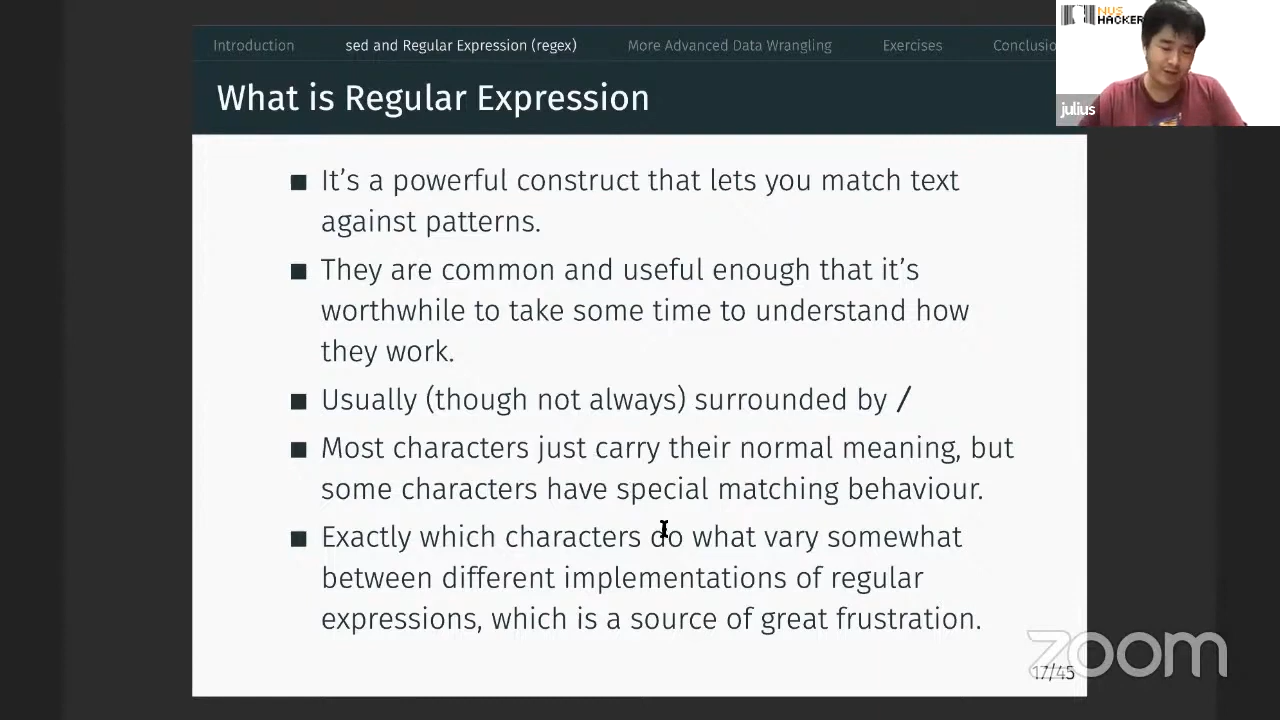 Introduction sed and Regular Expression (regex) More Advanced Data Wrangling Exercises Conclusio
NUS
HACKER
julius
What is Regular Expression
It's a powerful construct that lets you match text
against patterns.
They are common and useful enough that it's
worthwhile to take some time to understand how
they work.
Usually (though not always) surrounded by /
Most characters just carry their normal meaning, but
some characters have special matching behaviour.
Exactly which characters do what vary somewhat
between different implementations of regular
expressions, which is a source of great frustration.
zoom
17/45